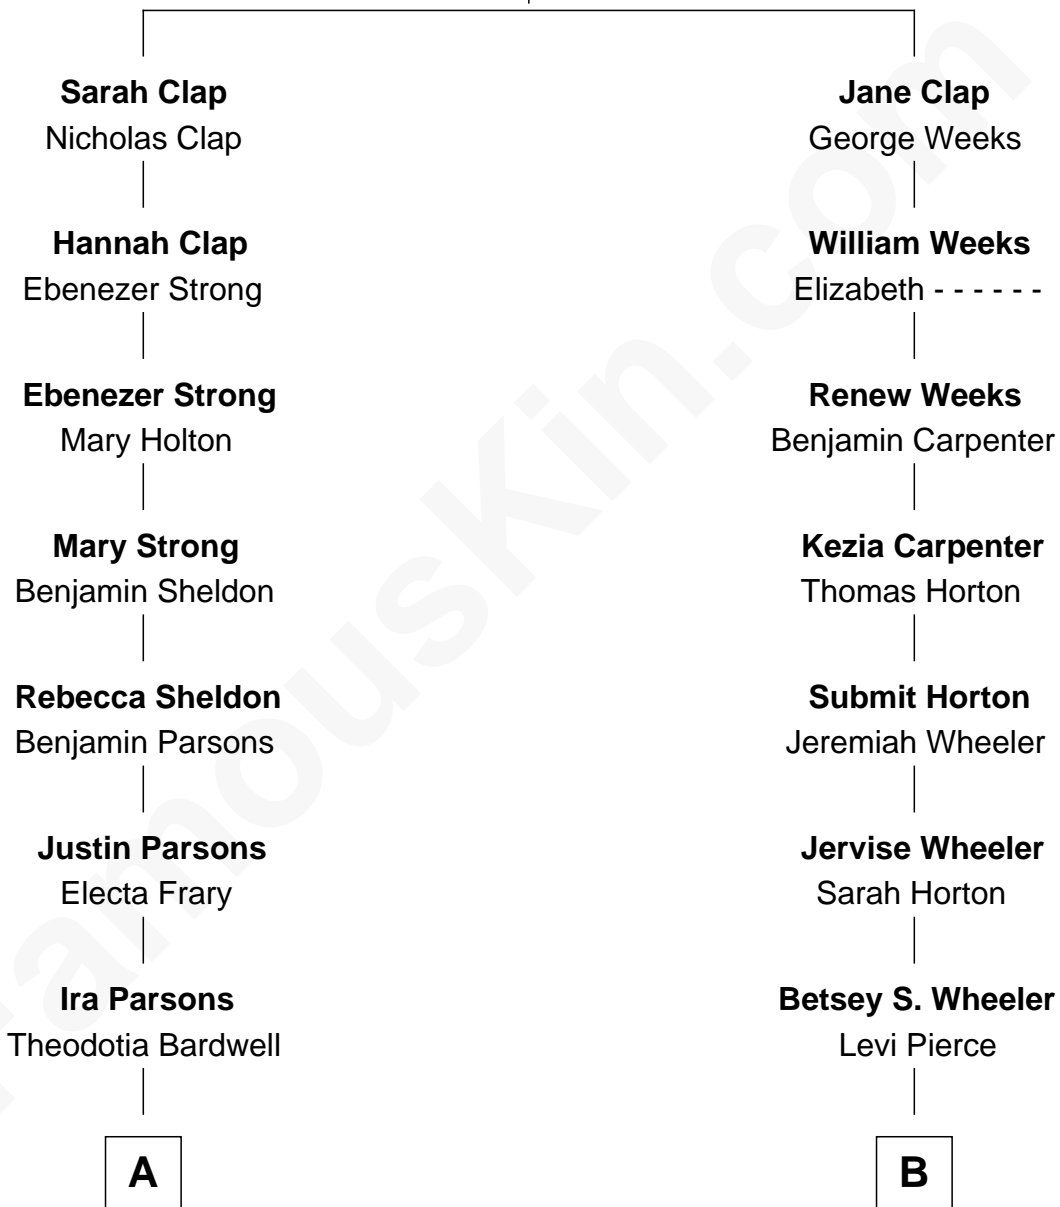 Sarah Clap
Nicholas Clap
Hannah Clap
Ebenezer Strong
Ebenezer Strong
Mary Holton
Mary Strong
Benjamin Sheldon
Rebecca Sheldon
Benjamin Parsons
Justin Parsons
Electa Frary
Ira Parsons
Theodotia Bardwell
A
Jane Clap
George Weeks
William Weeks
Elizabeth - - - - - -
Renew Weeks
Benjamin Carpenter
Kezia Carpenter
Thomas Horton
Submit Horton
Jeremiah Wheeler
Jervise Wheeler
Sarah Horton
Betsey S. Wheeler
Levi Pierce
B
FamousKin.com